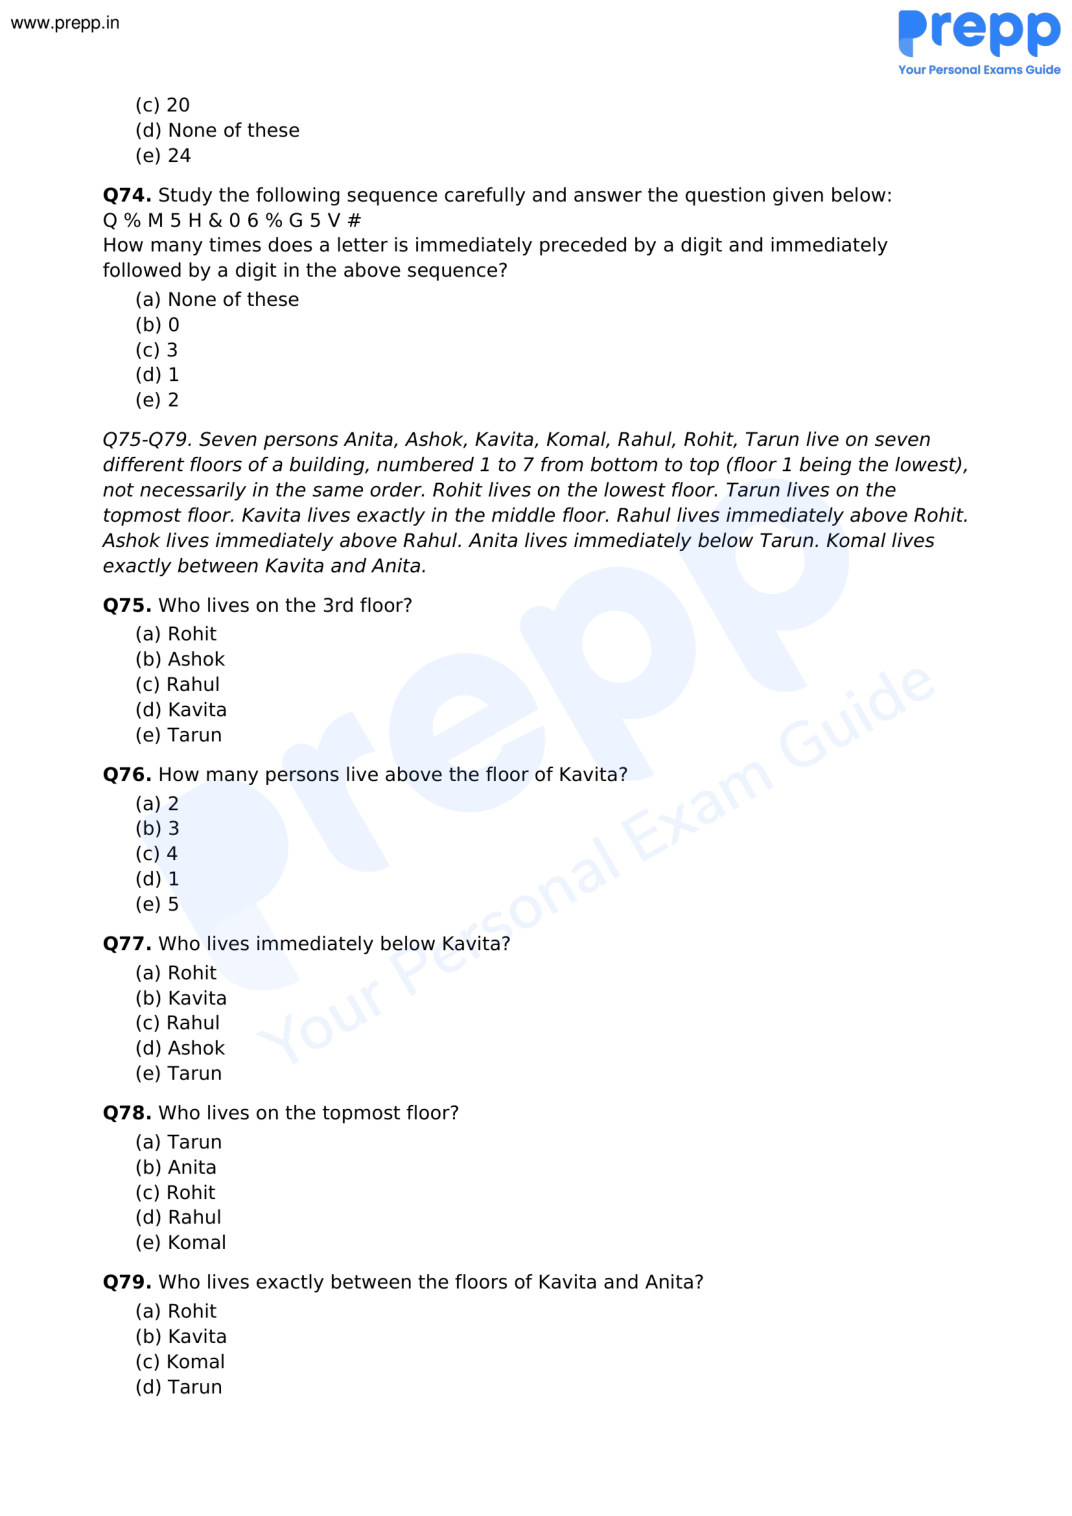 www.prepp.in
Prepp
Your Personal Exams Guide
(c) 20
(d) None of these
(e) 24
Q74. Study the following sequence carefully and answer the question given below:
Q % M 5 H & 0 6 % G 5 V #
How many times does a letter is immediately preceded by a digit and immediately
followed by a digit in the above sequence?
(a) None of these
(b) 0
(c) 3
(d) 1
(e) 2
Q75-Q79. Seven persons Anita, Ashok, Kavita, Komal, Rahul, Rohit, Tarun live on seven
different floors of a building, numbered 1 to 7 from bottom to top (floor 1 being the lowest),
not necessarily in the same order. Rohit lives on the lowest floor. Tarun lives on the
topmost floor. Kavita lives exactly in the middle floor. Rahul lives immediately above Rohit.
Ashok lives immediately above Rahul. Anita lives immediately below Tarun. Komal lives
exactly between Kavita and Anita.
Q75. Who lives on the 3rd floor?
(a) Rohit
(b) Ashok
(c) Rahul
(d) Kavita
(e) Tarun
Q76. How many persons live above the floor of Kavita?
(a) 2
(b) 3
(c) 4
(d) 1
(e) 5
Q77. Who lives immediately below Kavita?
(a) Rohit
(b) Kavita
(c) Rahul
(d) Ashok
(e) Tarun
Q78. Who lives on the topmost floor?
(a) Tarun
(b) Anita
(c) Rohit
(d) Rahul
(e) Komal
Q79. Who lives exactly between the floors of Kavita and Anita?
(a) Rohit
(b) Kavita
(c) Komal
(d) Tarun
Prepp
Your Personal Exam Guide